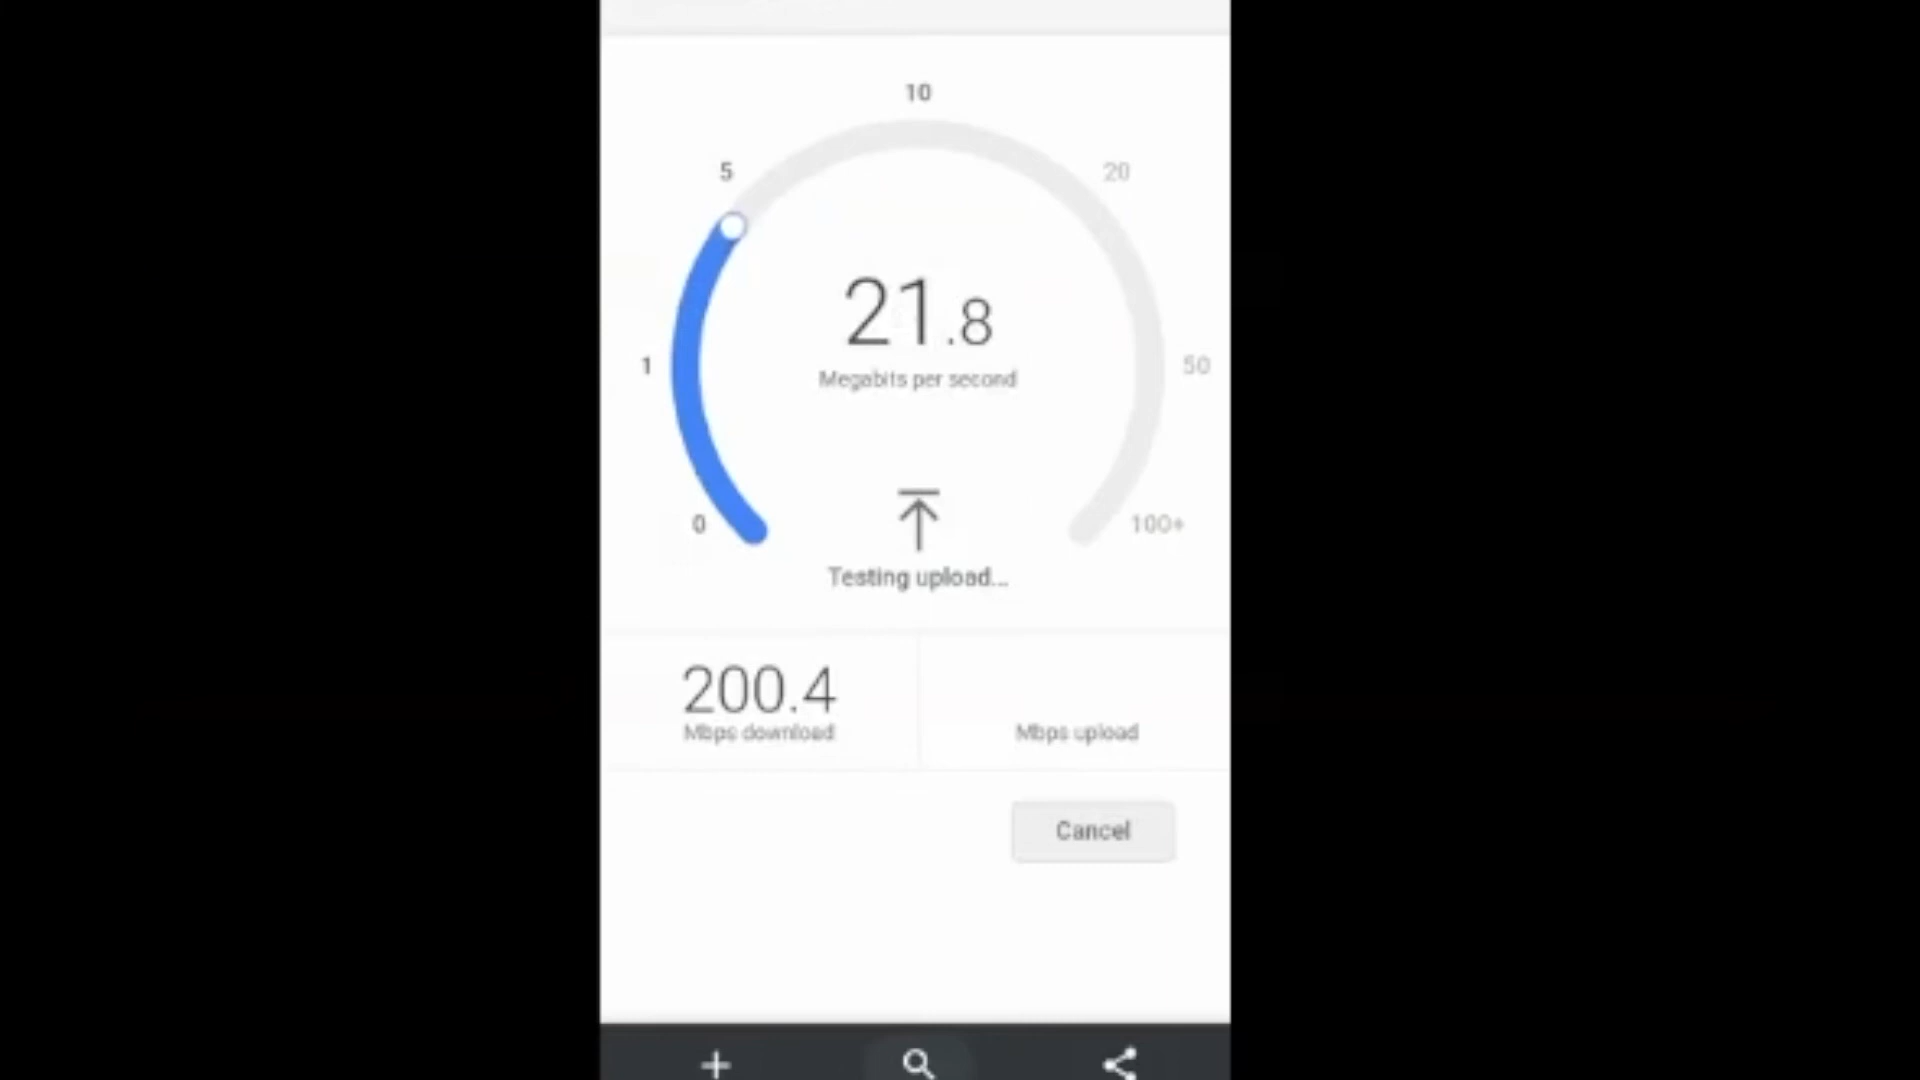 10
5
20
21.8
Megabits per second
1
50
0
100+
Testing upload...
200.4
Mbps download
Mbps upload
Cancel